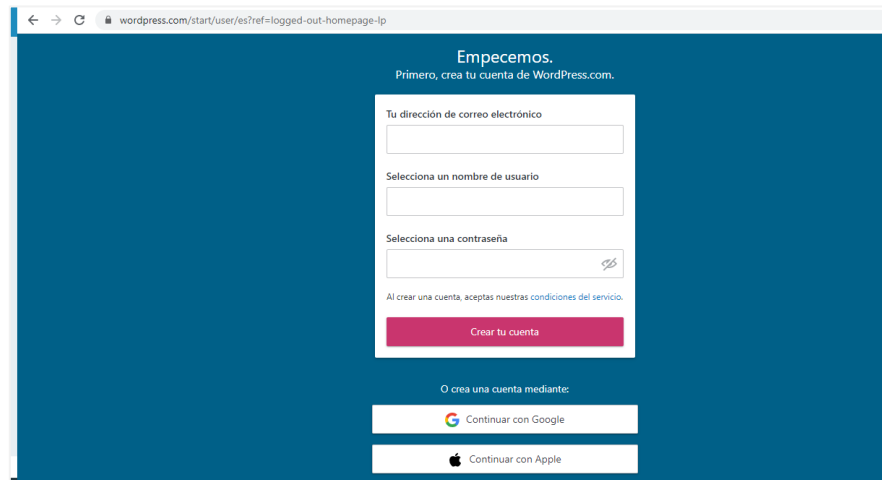 wordpress.com/start/user/es?ref=logged-out-homepage-lp
Empecemos.
Primero, crea tu cuenta de WordPress.com.
Tu dirección de correo electrónico
Selecciona un nombre de usuario
Selecciona una contraseña
Al crear una cuenta, aceptas nuestras condiciones del servicio.
Crear tu cuenta
O crea una cuenta mediante:
Continuar con Google
Continuar con Apple